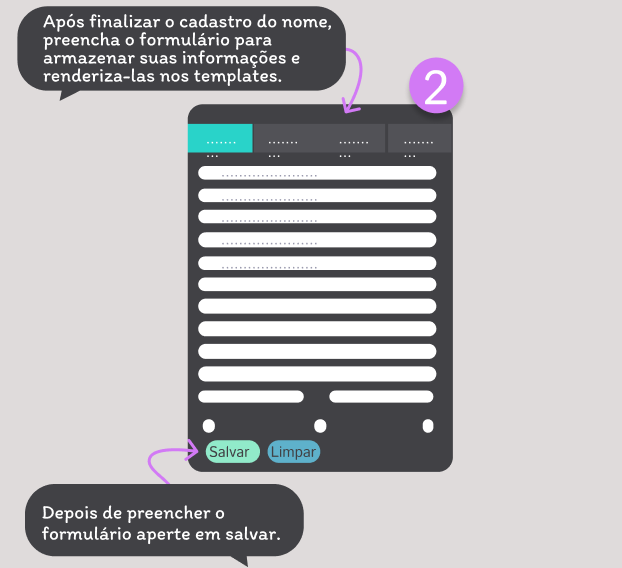 Após finalizar o cadastro do nome,
preencha o formulário para
armazenar suas informações e
renderiza-las nos templates.
2
.......
...
.......
...
.......
...
.......
...
......................
......................
......................
......................
......................
Salvar
Limpar
Depois de preencher o
formulário aperte em salvar.